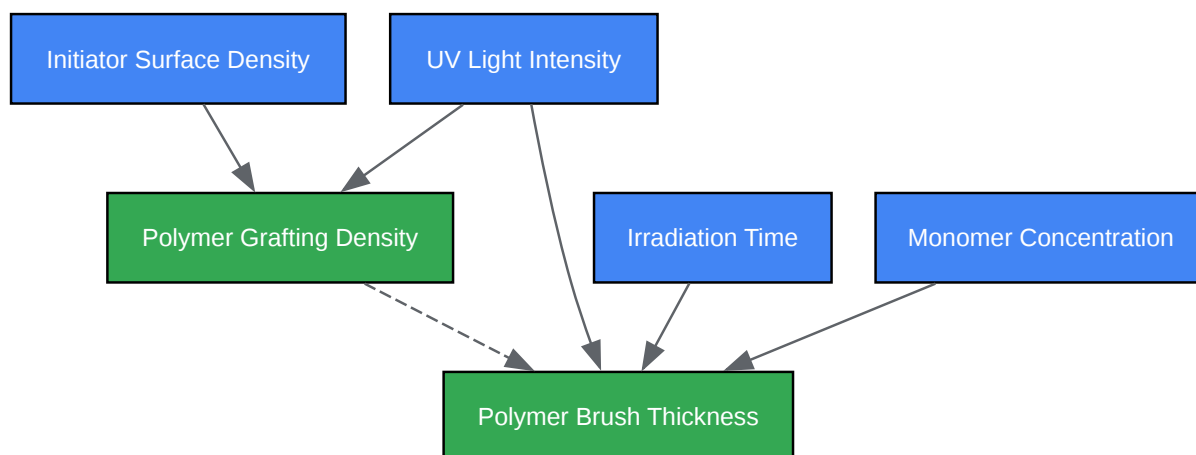 Initiator Surface Density
UV Light Intensity
Polymer Grafting Density
Irradiation Time
Monomer Concentration
Polymer Brush Thickness